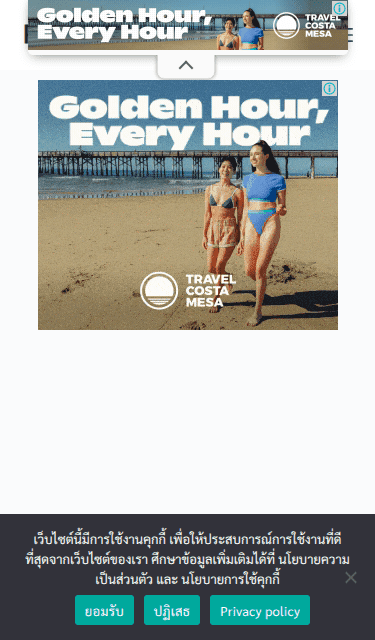 Golden Hour,
Every Hour
TRAVEL
COSTA
MESA
Golden Hour,
Every Hour
TRAVEL
COSTA
MESA
เว็บไซต์นี้มีการใช้งานคุกกี้ เพื่อให้ประสบการณ์การใช้งานที่ดี
ที่สุดจากเว็บไซต์ของเรา ศึกษาข้อมูลเพิ่มเติมได้ที่ นโยบายความ
เป็นส่วนตัว และ นโยบายการใช้คุกกี้
ยอมรับ ปฏิเสธ Privacy policy